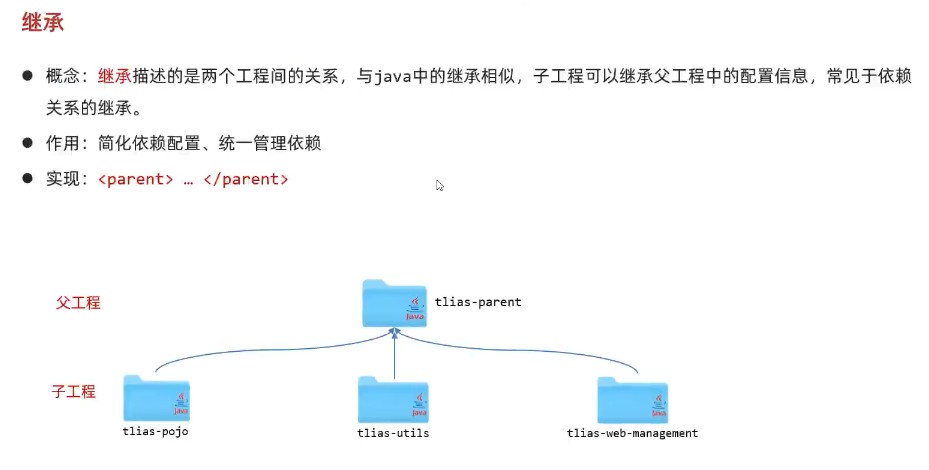 继承
● 概念：继承描述的是两个工程间的关系，与java中的继承相似，子工程可以继承父工程中的配置信息，常见于依赖
关系的继承。
● 作用：简化依赖配置、统一管理依赖
● 实现：<parent> … </parent>
父工程
Java
tlias-parent
子工程
Java
Java
Java
tlias-pojo
tlias-utils
tlias-web-management